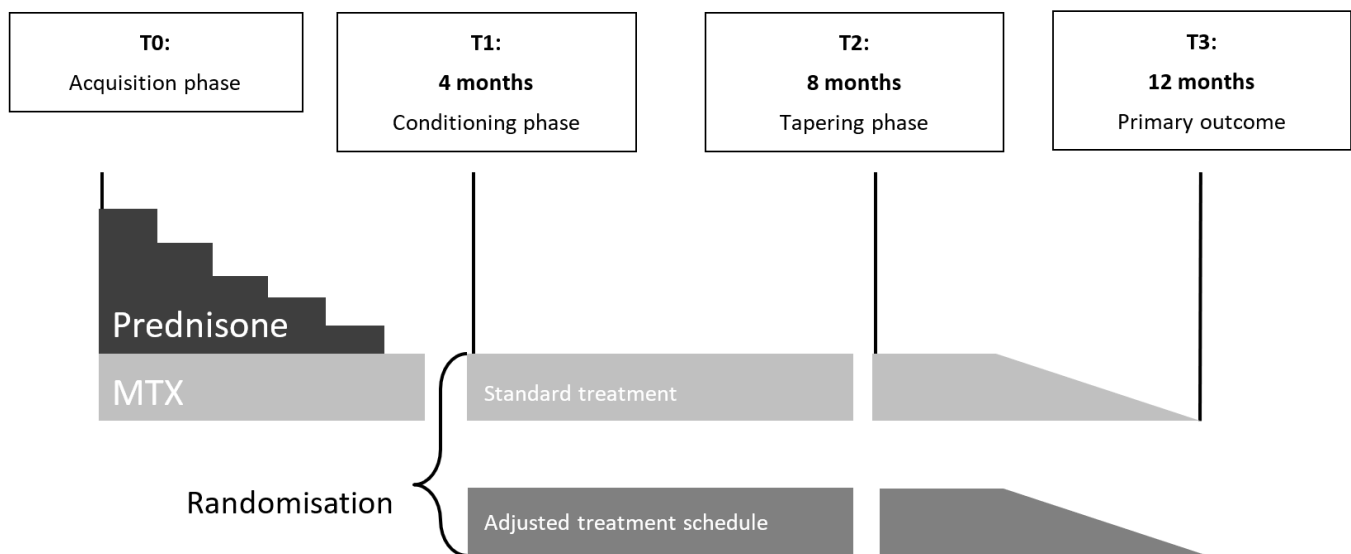 T0:
Acquisition phase
T1:
4 months
Conditioning phase
T2:
8 months
Tapering phase
T3:
12 months
Primary outcome
Prednisone
MTX
Standard treatment
Randomisation
Adjusted treatment schedule